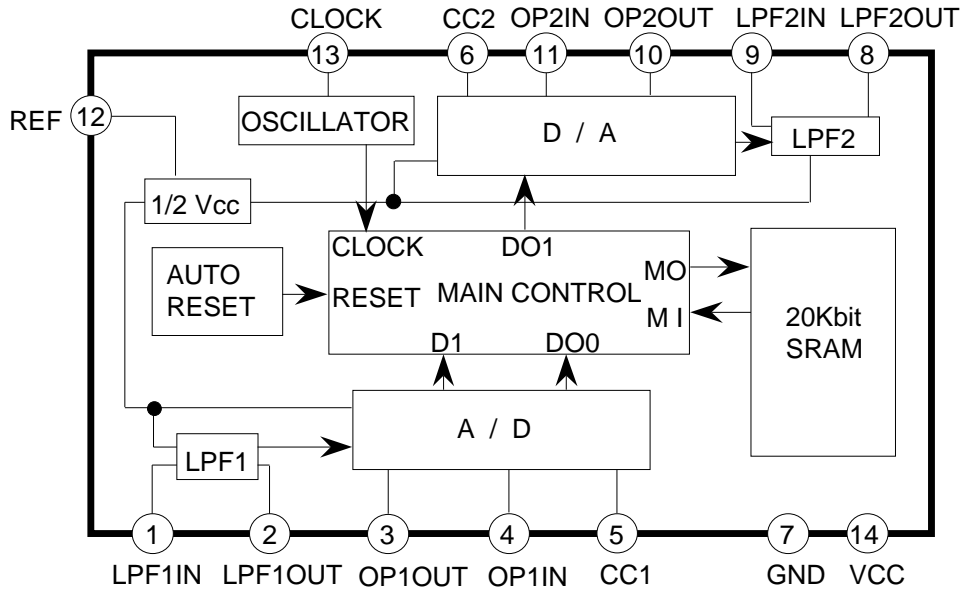 CLOCK CC2 OP2IN OP2OUT LPF2IN LPF2OUT
13 6 11 10 9 8
REF 12
OSCILLATOR
D / A
LPF2
1/2 Vcc
CLOCK DO1
AUTO
RESET
RESET MAIN CONTROL
MO
M I
D1 DO0
20Kbit
SRAM
A / D
LPF1
1 2 3 4 5 7 14
LPF1IN LPF1OUT OP1OUT OP1IN CC1 GND VCC